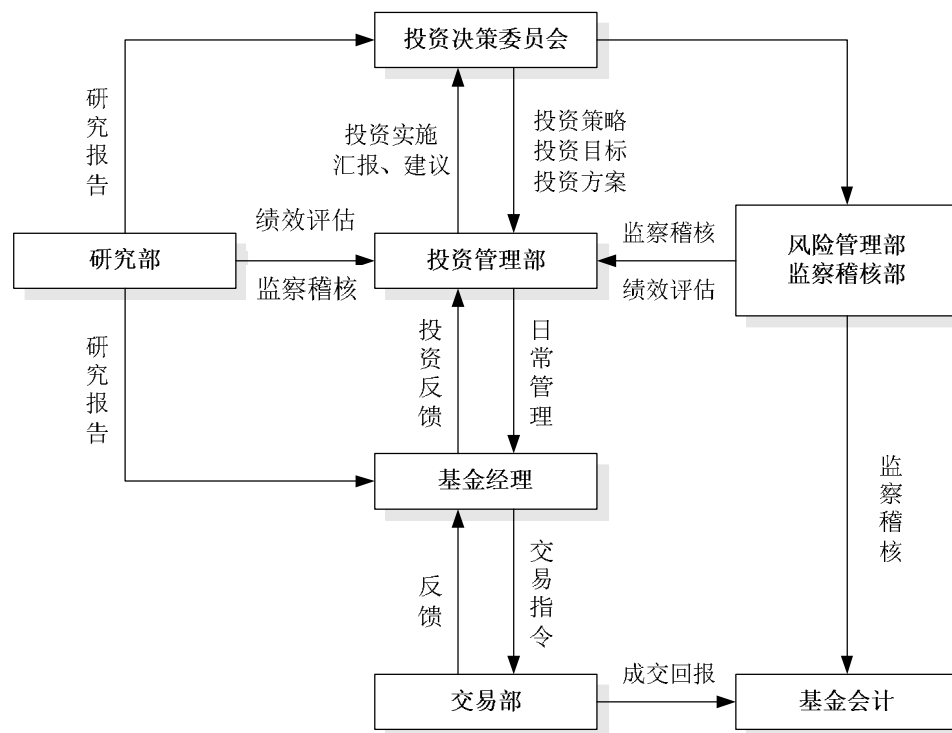 投资决策委员会
研究报告
投资实施
汇报、建议
投资策略
投资目标
投资方案
绩效评估
监察稽核
研究部
投资管理部
风险管理部
监察稽核部
监察稽核
绩效评估
研究报告
投资反馈
日常管理
基金经理
监察稽核
反馈
交易指令
成交回报
交易部
基金会计